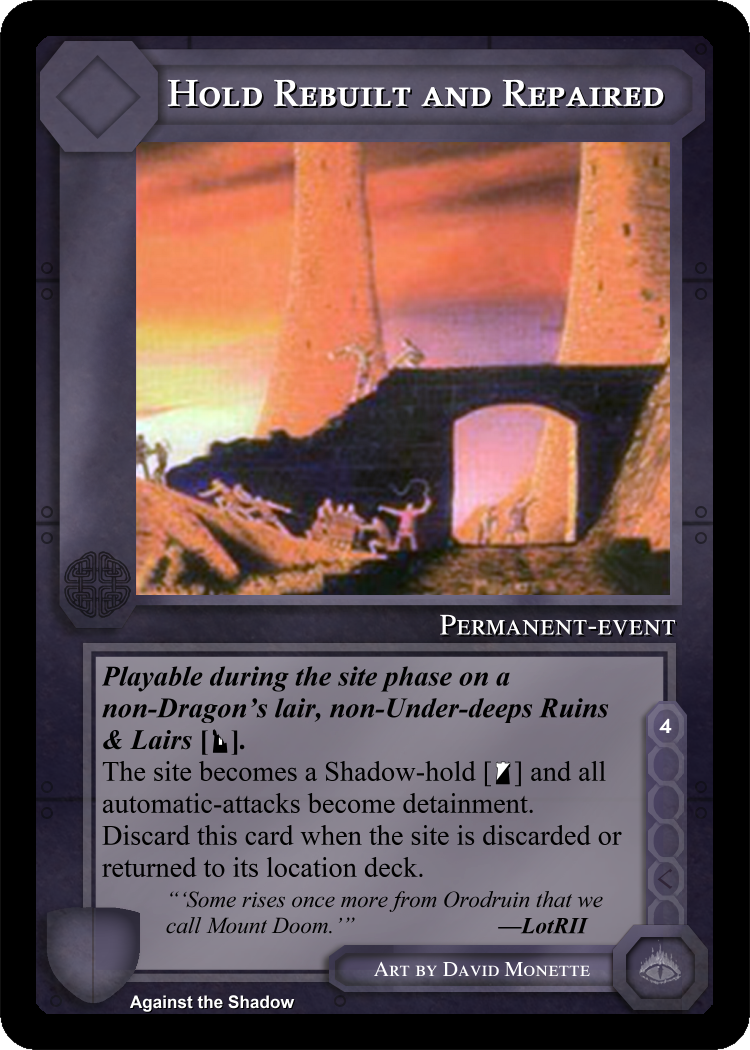 Hold Rebuilt and Repaired
Permanent-event
Playable during the site phase on a
non-Dragon's lair, non-Under-deeps Ruins
& Lairs [].
4
The site becomes a Shadow-hold [] and all
automatic-attacks become detainment.
Discard this card when the site is discarded or
returned to its location deck.
“‘Some rises once more from Orodruin that we
call Mount Doom.’” —LotRII
Art by David Monette
Against the Shadow